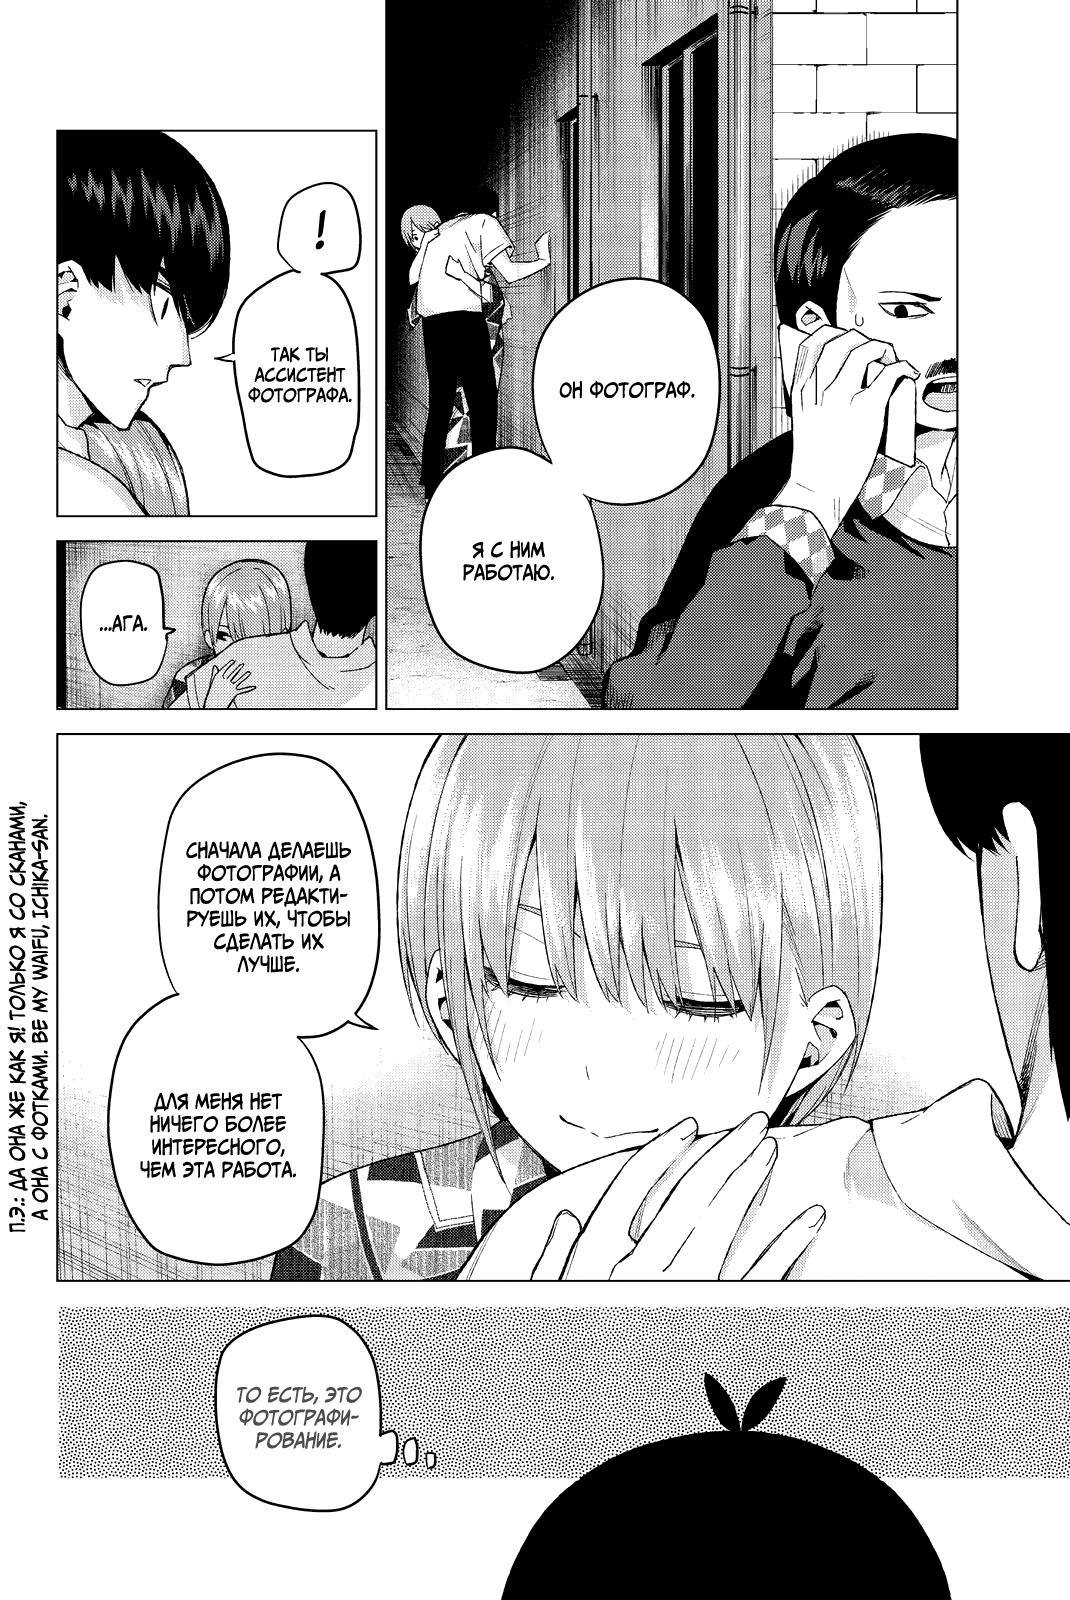 ОН ФОТОГРАФ.
Я С НИМ
РАБОТАЮ.
!
ТАК ТЫ
АССИСТЕНТ
ФОТОГРАФА.
...АГА.
СНАЧАЛА ДЕЛАЕШЬ
ФОТОГРАФИИ, А
ПОТОМ РЕДАКТИ-
РУЕШЬ ИХ, ЧТОБЫ
СДЕЛАТЬ ИХ
ЛУЧШЕ.
ДЛЯ МЕНЯ НЕТ
НИЧЕГО БОЛЕЕ
ИНТЕРЕСНОГО,
ЧЕМ ЭТА РАБОТА.
П.Э.: ДА ОНА ЖЕ КАК Я! ТОЛЬКО Я СО СКАНАМИ,
А ОНА С ФОТКАМИ. BE MY WAIFU, ICHIKA-SAN.
ТО ЕСТЬ, ЭТО
ФОТОГРАФИ-
РОВАНИЕ.